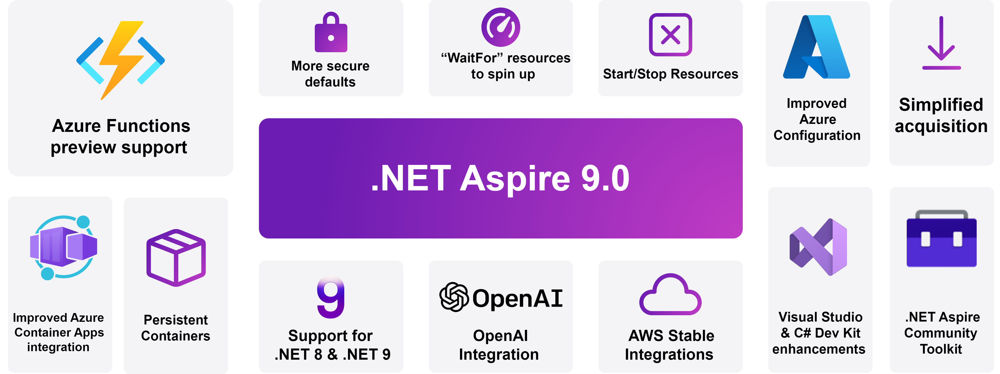 Azure Functions
preview support
More secure
defaults
“WaitFor” resources
to spin up
Start/Stop Resources
Improved
Azure
Configuration
Simplified
acquisition
.NET Aspire 9.0
Improved Azure
Container Apps
integration
Persistent
Containers
9
Support for
.NET 8 & .NET 9
OpenAI
OpenAI
Integration
AWS Stable
Integrations
Visual Studio
& C# Dev Kit
enhancements
.NET Aspire
Community
Toolkit